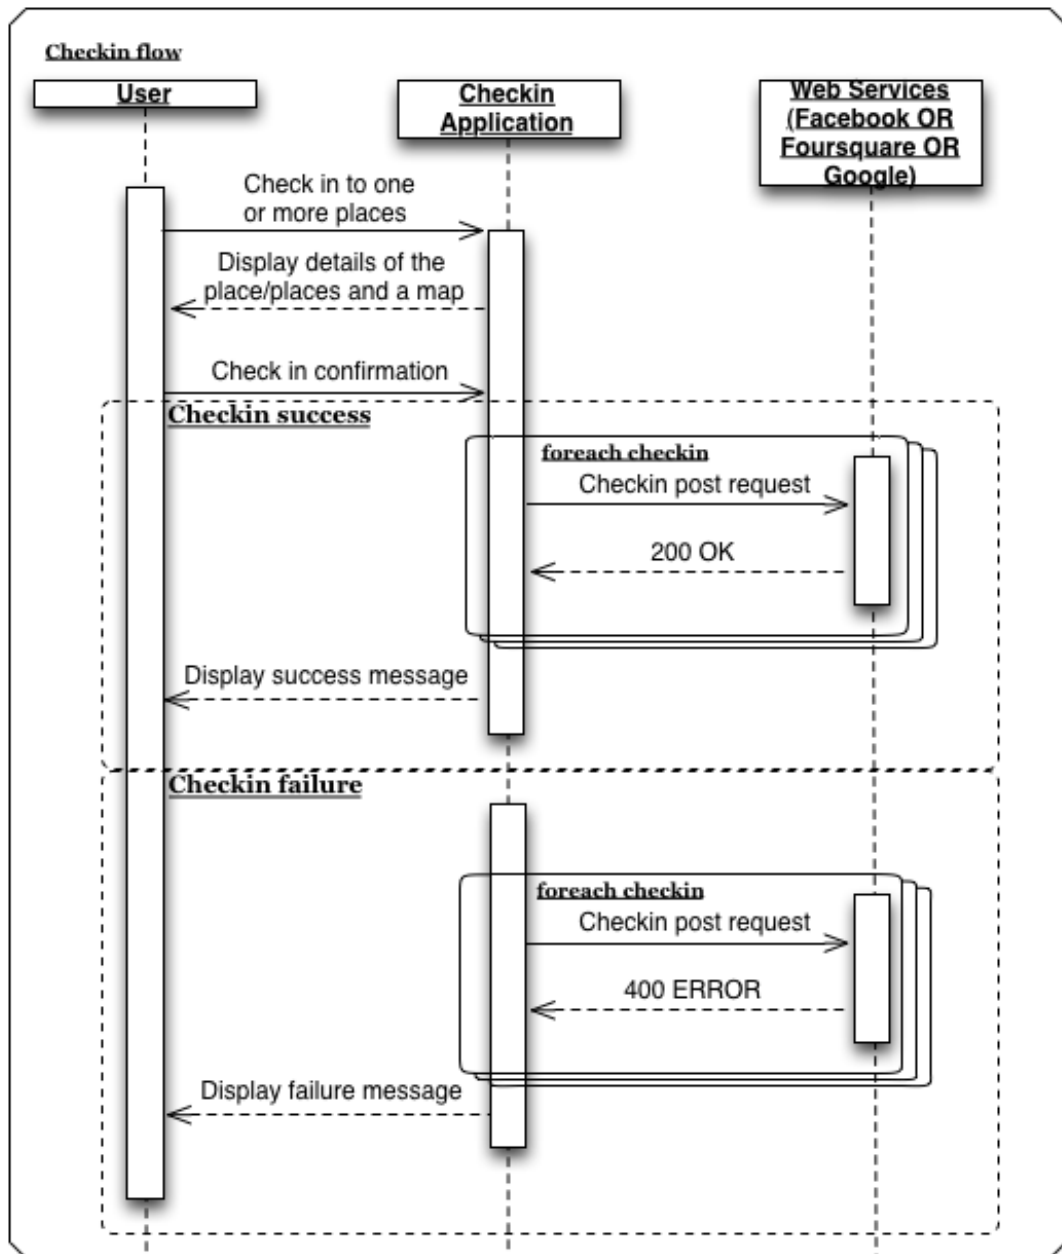 Checkin flow
User
Checkin
Application
Web Services
(Facebook OR
Foursquare OR
Google)
Check in to one
or more places
Display details of the
place/places and a map
Check in confirmation
Checkin success
foreach checkin
Checkin post request
200 OK
Display success message
Checkin failure
foreach checkin
Checkin post request
400 ERROR
Display failure message